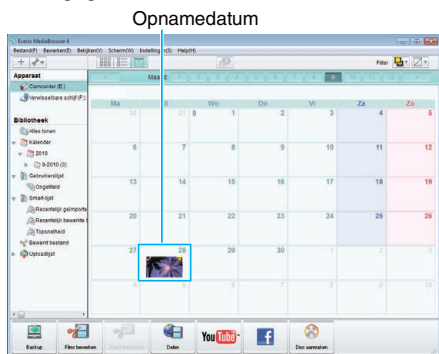 Opnamedatum
Everio MediaBrowser 4
Bestand(F) Bewerken(E) Bekijken(V) Scherm(W) Instellingen(S) Help(H)
Filter
Apparaat
Camcorder (E:)
Verwisselbare schijf (F:)
Bibliotheek
Alles tonen
Kalender
2010
9-2010 (3)
Gebruikerslijst
Ongetiteld
Smart-lijst
Recentelijk geïmporte
Recentelijk bewerkte t
Topsnelheid
Bewerkt bestand
Uploadlijst
9
Ma Wo Do Vr Za Zo
30 31 9 1 2 3 4 5
6 7 8 9 10 11 12
13 14 15 16 17 18 19
20 21 22 23 24 25 26
27 28 29 30 1 2 3
4 5 6 7 8 9 10
Backup Films bewerken Delen YouTube f Disc aanmaken